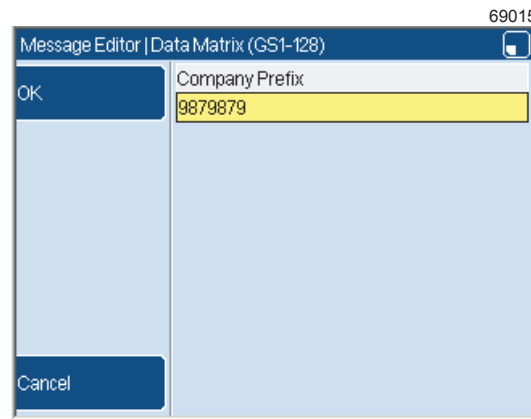 69015
Message Editor | Data Matrix (GS1-128)
OK
Company Prefix
9879879
Cancel